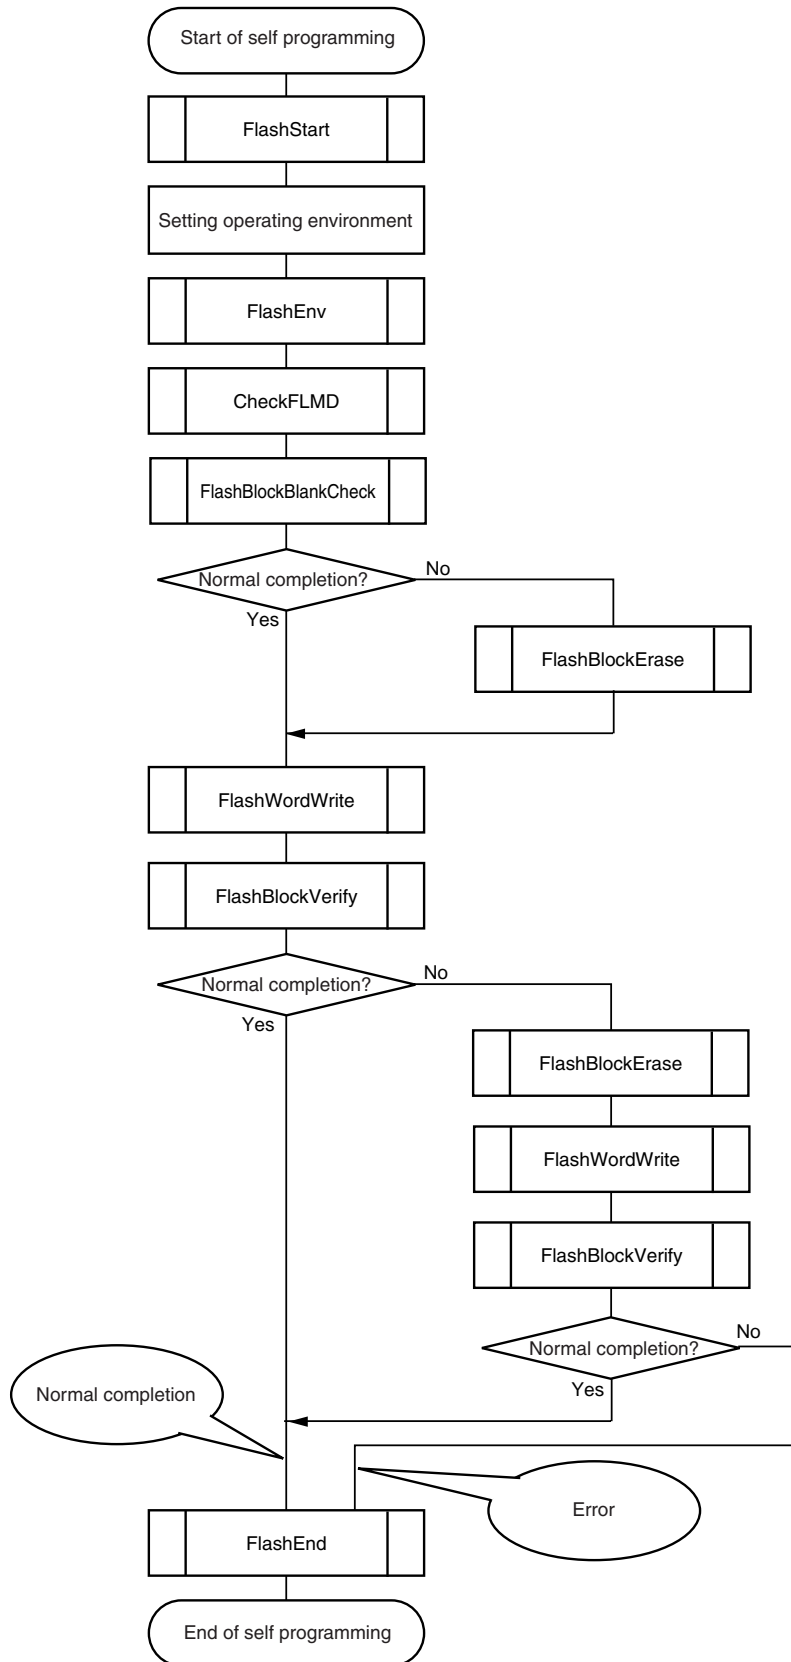 Start of self programming
FlashStart
Setting operating environment
FlashEnv
CheckFLMD
FlashBlockBlankCheck
Normal completion?
No
Yes
FlashBlockErase
FlashWordWrite
FlashBlockVerify
Normal completion?
No
Yes
FlashBlockErase
FlashWordWrite
FlashBlockVerify
Normal completion?
No
Yes
Normal completion
Error
FlashEnd
End of self programming